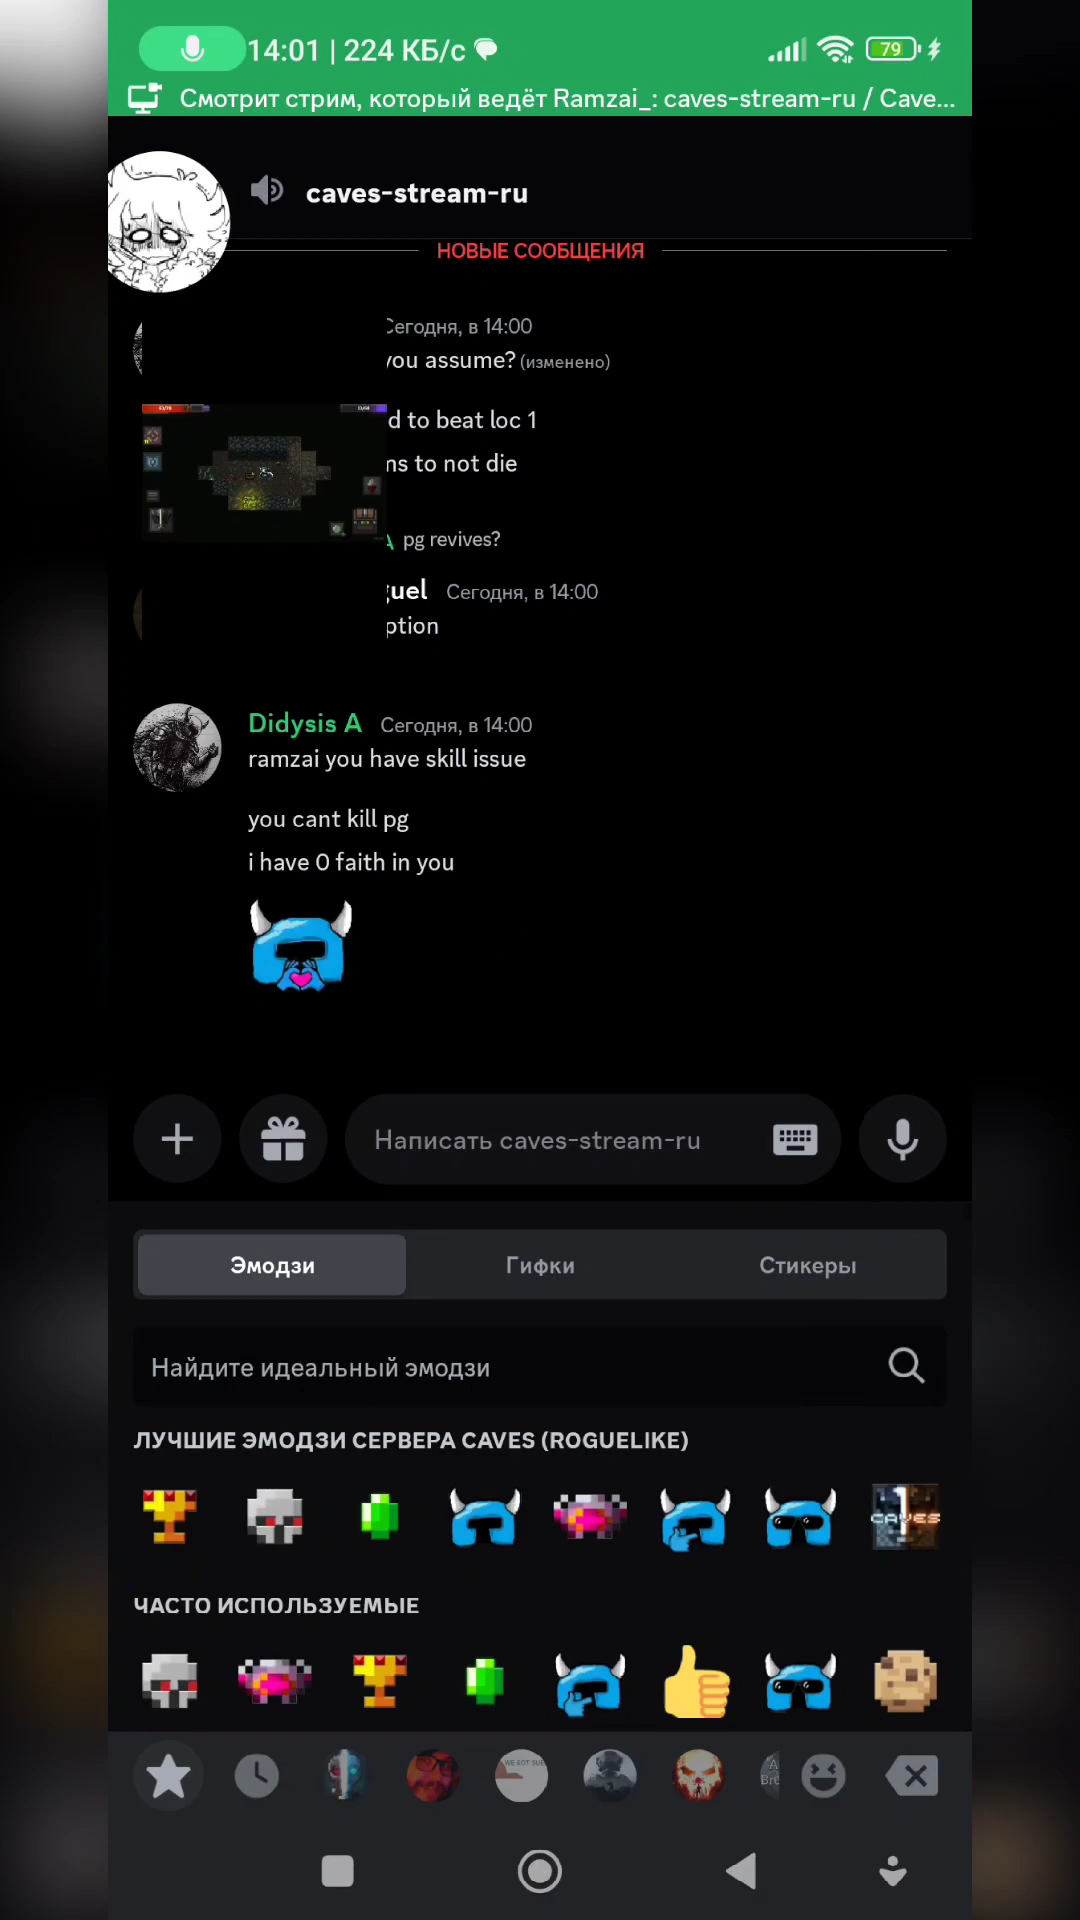 14:01 | 224 КБ/с
79
Смотрит стрим, который ведёт Ramzai_: caves-stream-ru / Cave...
caves-stream-ru
НОВЫЕ СООБЩЕНИЯ
Сегодня, в 14:00
you assume? (изменено)
d to beat loc 1
ns to not die
A pg revives?
guel Сегодня, в 14:00
ption
Didysis A Сегодня, в 14:00
ramzai you have skill issue
you cant kill pg
i have 0 faith in you
Написать caves-stream-ru
Эмодзи Гифки Стикеры
Найдите идеальный эмодзи
ЛУЧШИЕ ЭМОДЗИ СЕРВЕРА CAVES (ROGUELIKE)
CAVES
ЧАСТО ИСПОЛЬЗУЕМЫЕ